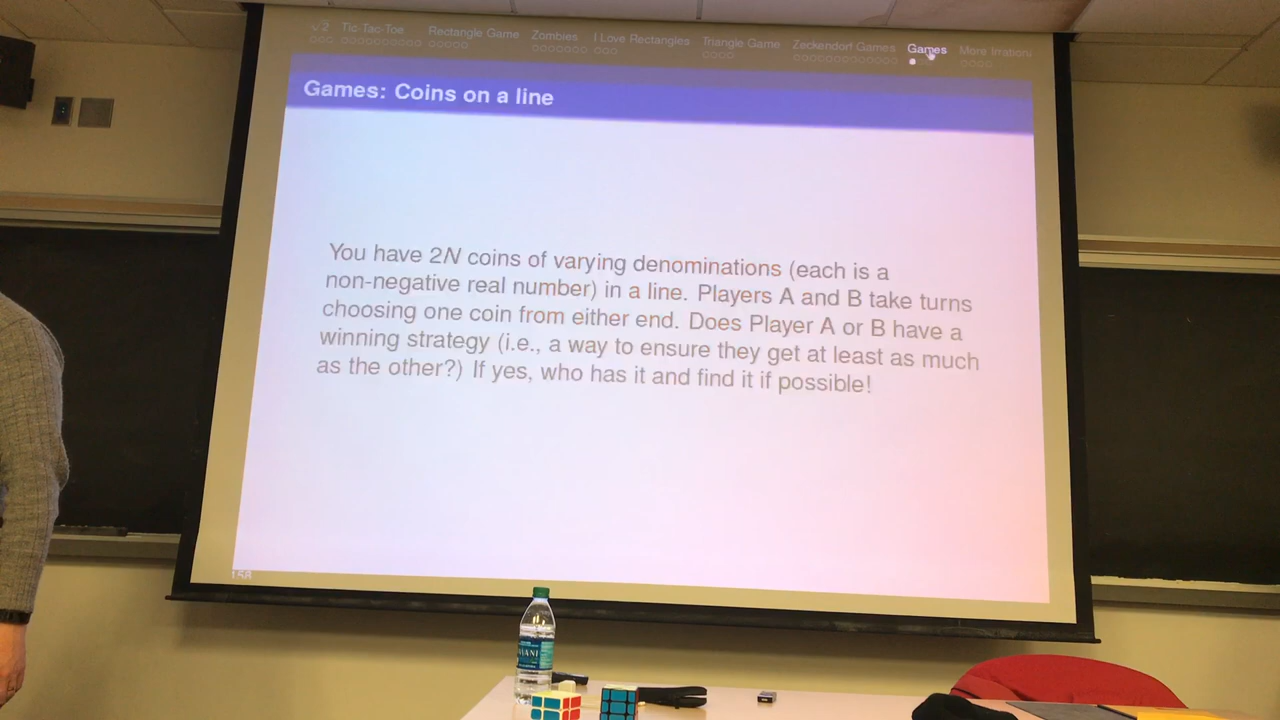 √2 Tic-Tac-Toe Rectangle Game Zombies I Love Rectangles Triangle Game Zeckendorf Games Games More Irrationa
Games: Coins on a line
You have 2N coins of varying denominations (each is a
non-negative real number) in a line. Players A and B take turns
choosing one coin from either end. Does Player A or B have a
winning strategy (i.e., a way to ensure they get at least as much
as the other?) If yes, who has it and find it if possible!
158